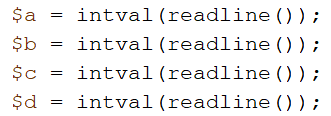 $a = intval(readline());
$b = intval(readline());
$c = intval(readline());
$d = intval(readline());